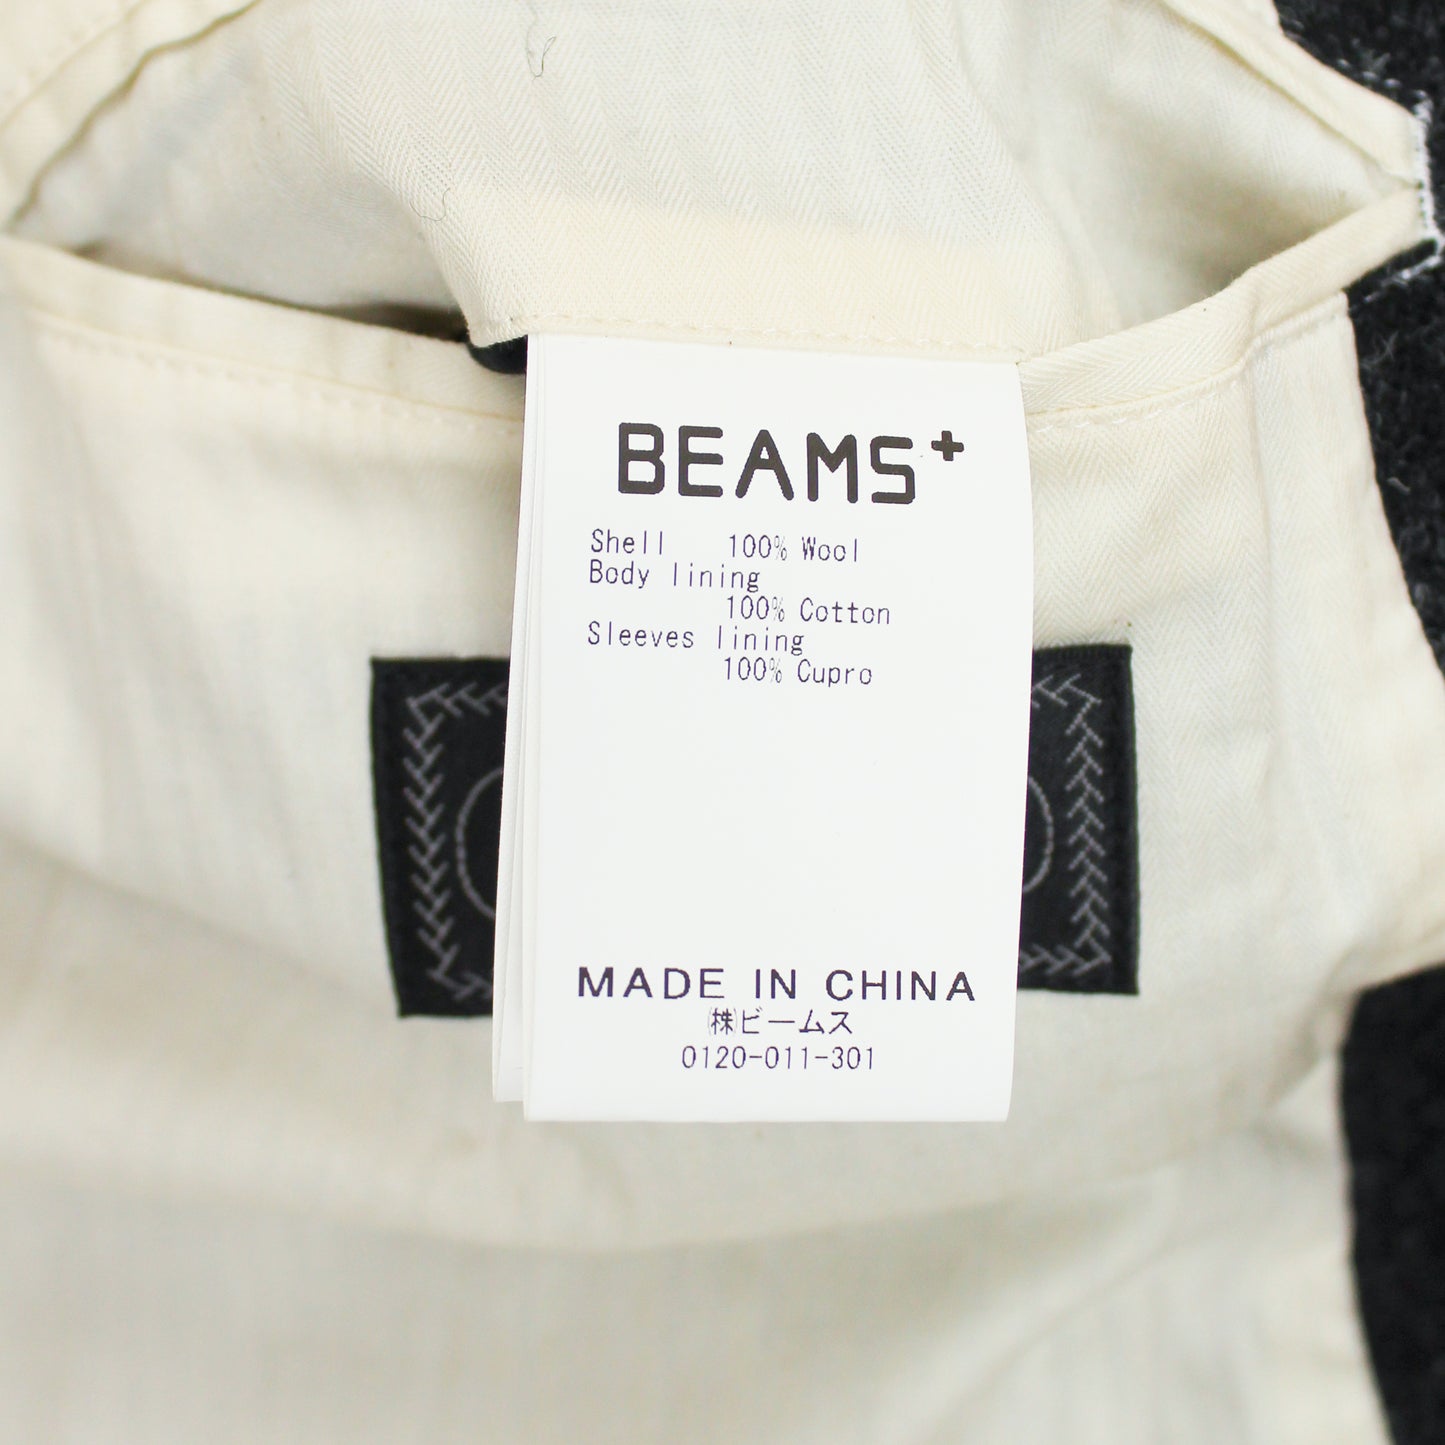 BEAMS+
Shell 100% Wool
Body lining
100% Cotton
Sleeves lining
100% Cupro
MADE IN CHINA
㈱ビームス
0120-011-301